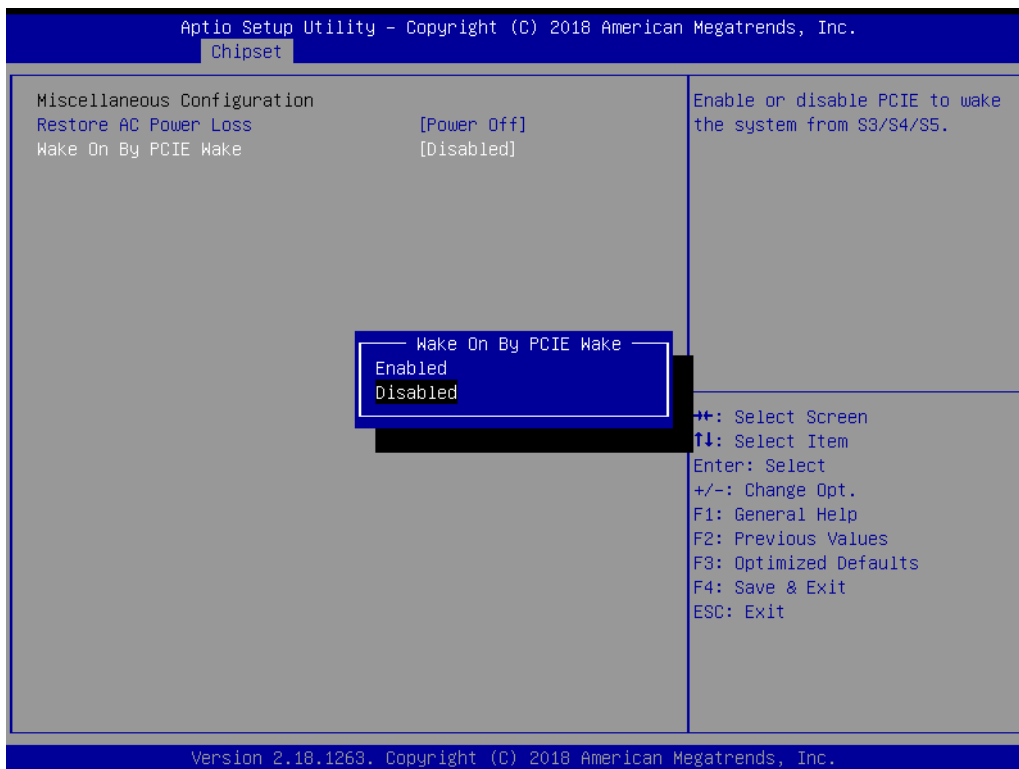 Aptio Setup Utility – Copyright (C) 2018 American Megatrends, Inc.
Chipset
Miscellaneous Configuration
Restore AC Power Loss [Power Off]
Wake On By PCIE Wake [Disabled]
Enable or disable PCIE to wake
the system from S3/S4/S5.
Wake On By PCIE Wake
Enabled
Disabled
→←: Select Screen
↑↓: Select Item
Enter: Select
+/-: Change Opt.
F1: General Help
F2: Previous Values
F3: Optimized Defaults
F4: Save & Exit
ESC: Exit
Version 2.18.1263. Copyright (C) 2018 American Megatrends, Inc.